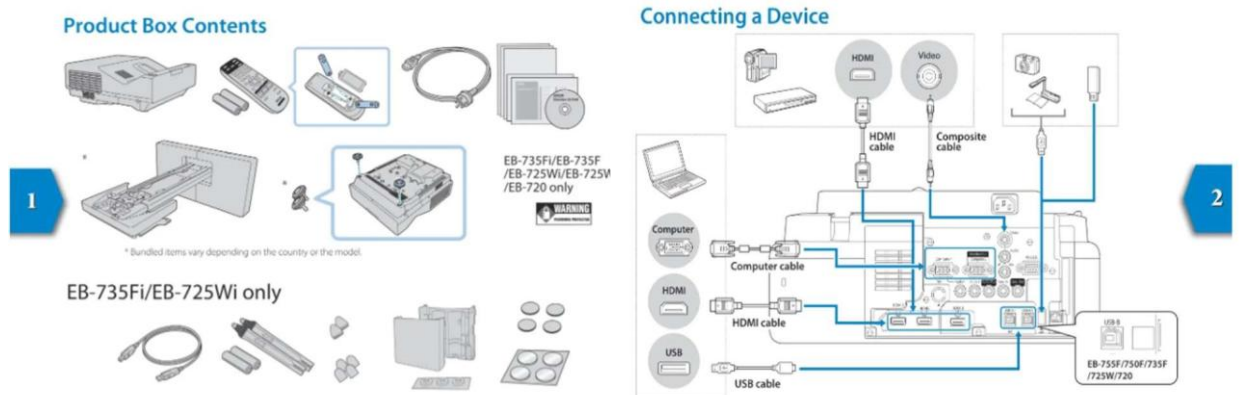 Product Box Contents
EB-735Fi/EB-735F
/EB-725Wi/EB-725W
/EB-720 only
WARNING
1
* Bundled items vary depending on the country or the model.
EB-735Fi/EB-725Wi only
Connecting a Device
HDMI
Video
HDMI
cable
Composite
cable
2
Computer
Computer cable
HDMI
HDMI cable
USB
USB cable
USB-B
EB-755F/750F/735F
/725W/720